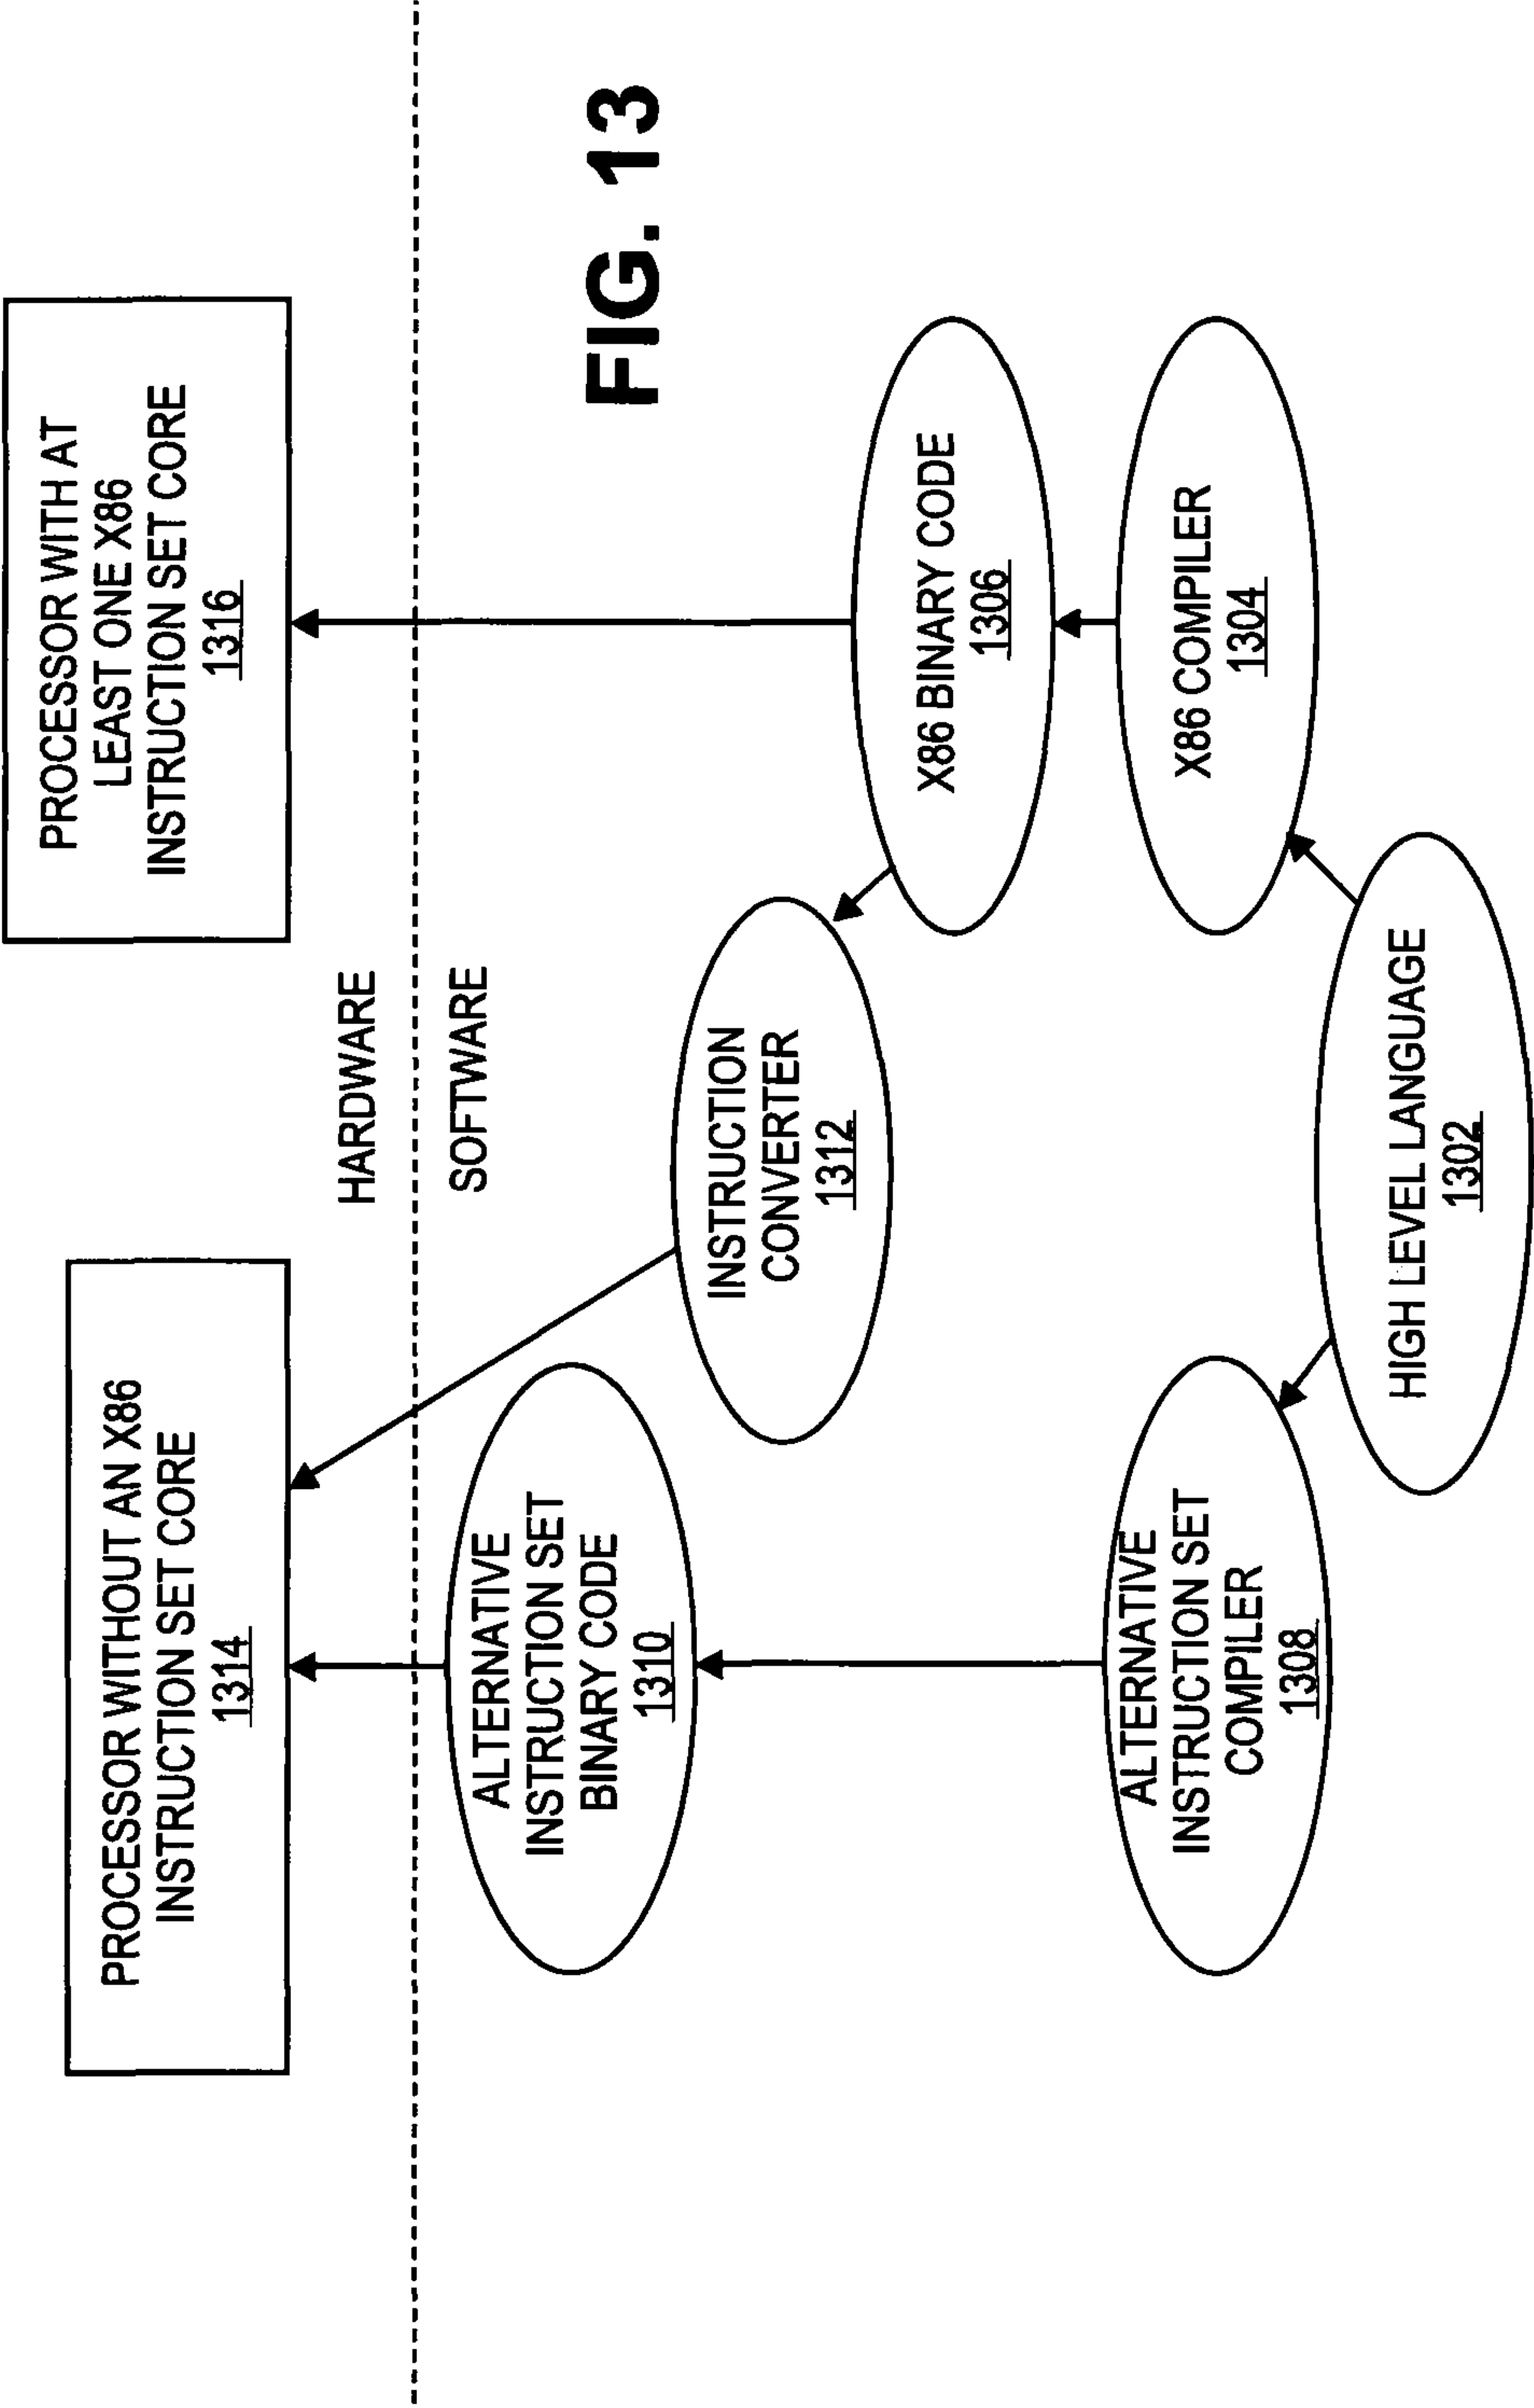 PROCESSOR WITHOUT AN X86
INSTRUCTION SET CORE
1314
PROCESSOR WITH AT
LEAST ONE X86
INSTRUCTION SET CORE
1316
HARDWARE
SOFTWARE
ALTERNATIVE
INSTRUCTION SET
BINARY CODE
1310
INSTRUCTION
CONVERTER
1312
FIG. 13
X86 BINARY CODE
1306
ALTERNATIVE
INSTRUCTION SET
COMPILER
1308
X86 COMPILER
1304
HIGH LEVEL LANGUAGE
1302